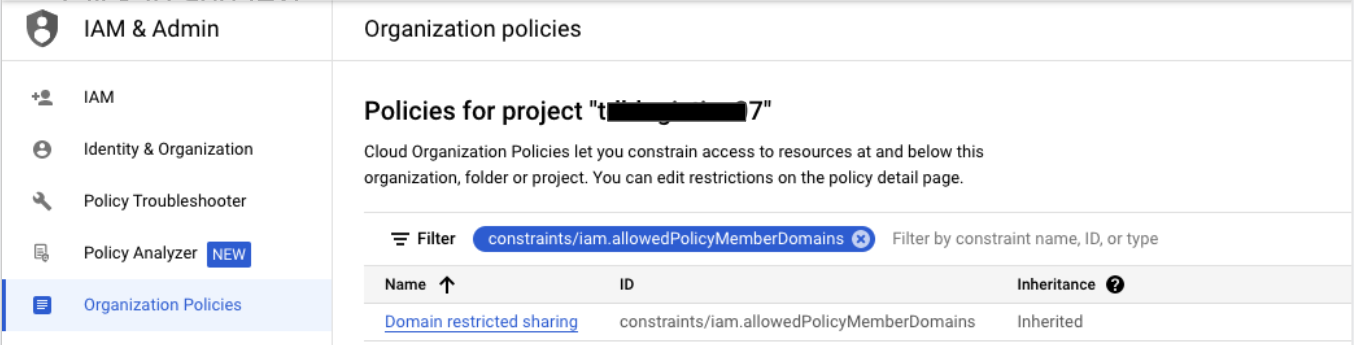 IAM & Admin
Organization policies
IAM
Identity & Organization
Policy Troubleshooter
Policy Analyzer NEW
Organization Policies
Policies for project "t 7"
Cloud Organization Policies let you constrain access to resources at and below this
organization, folder or project. You can edit restrictions on the policy detail page.
Filter constraints/iam.allowedPolicyMemberDomains Filter by constraint name, ID, or type
Name ID Inheritance
Domain restricted sharing constraints/iam.allowedPolicyMemberDomains Inherited